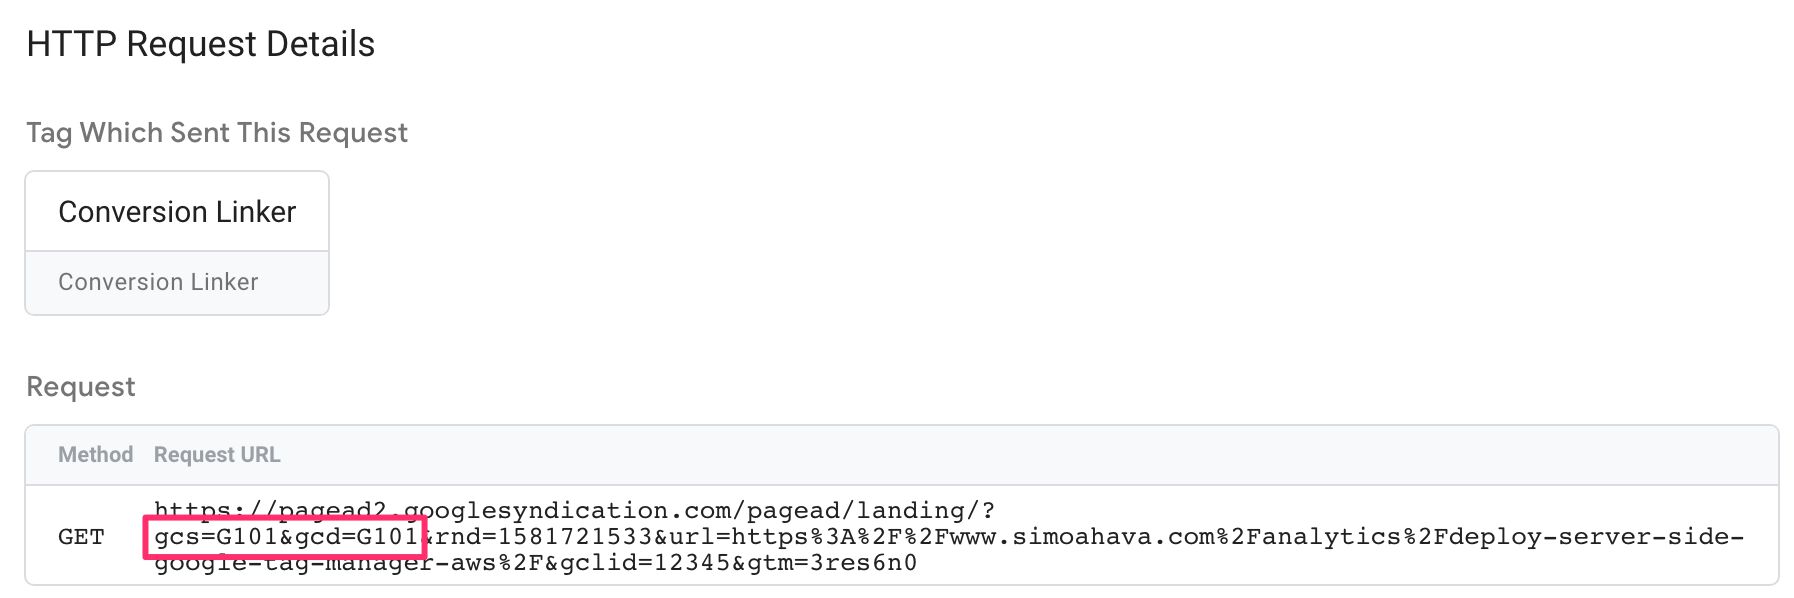 HTTP Request Details
Tag Which Sent This Request
Conversion Linker
Conversion Linker
Request
Method Request URL
GET
https://pagead2.googlesyndication.com/pagead/landing/?
gcs=G101&gcd=G101&rnd=1581721533&url=https%3A%2F%2Fwww.simoahava.com%2Fanalytics%2Fdeploy-server-side-
google-tag-manager-aws%2F&gclid=12345&gtm=3res6n0